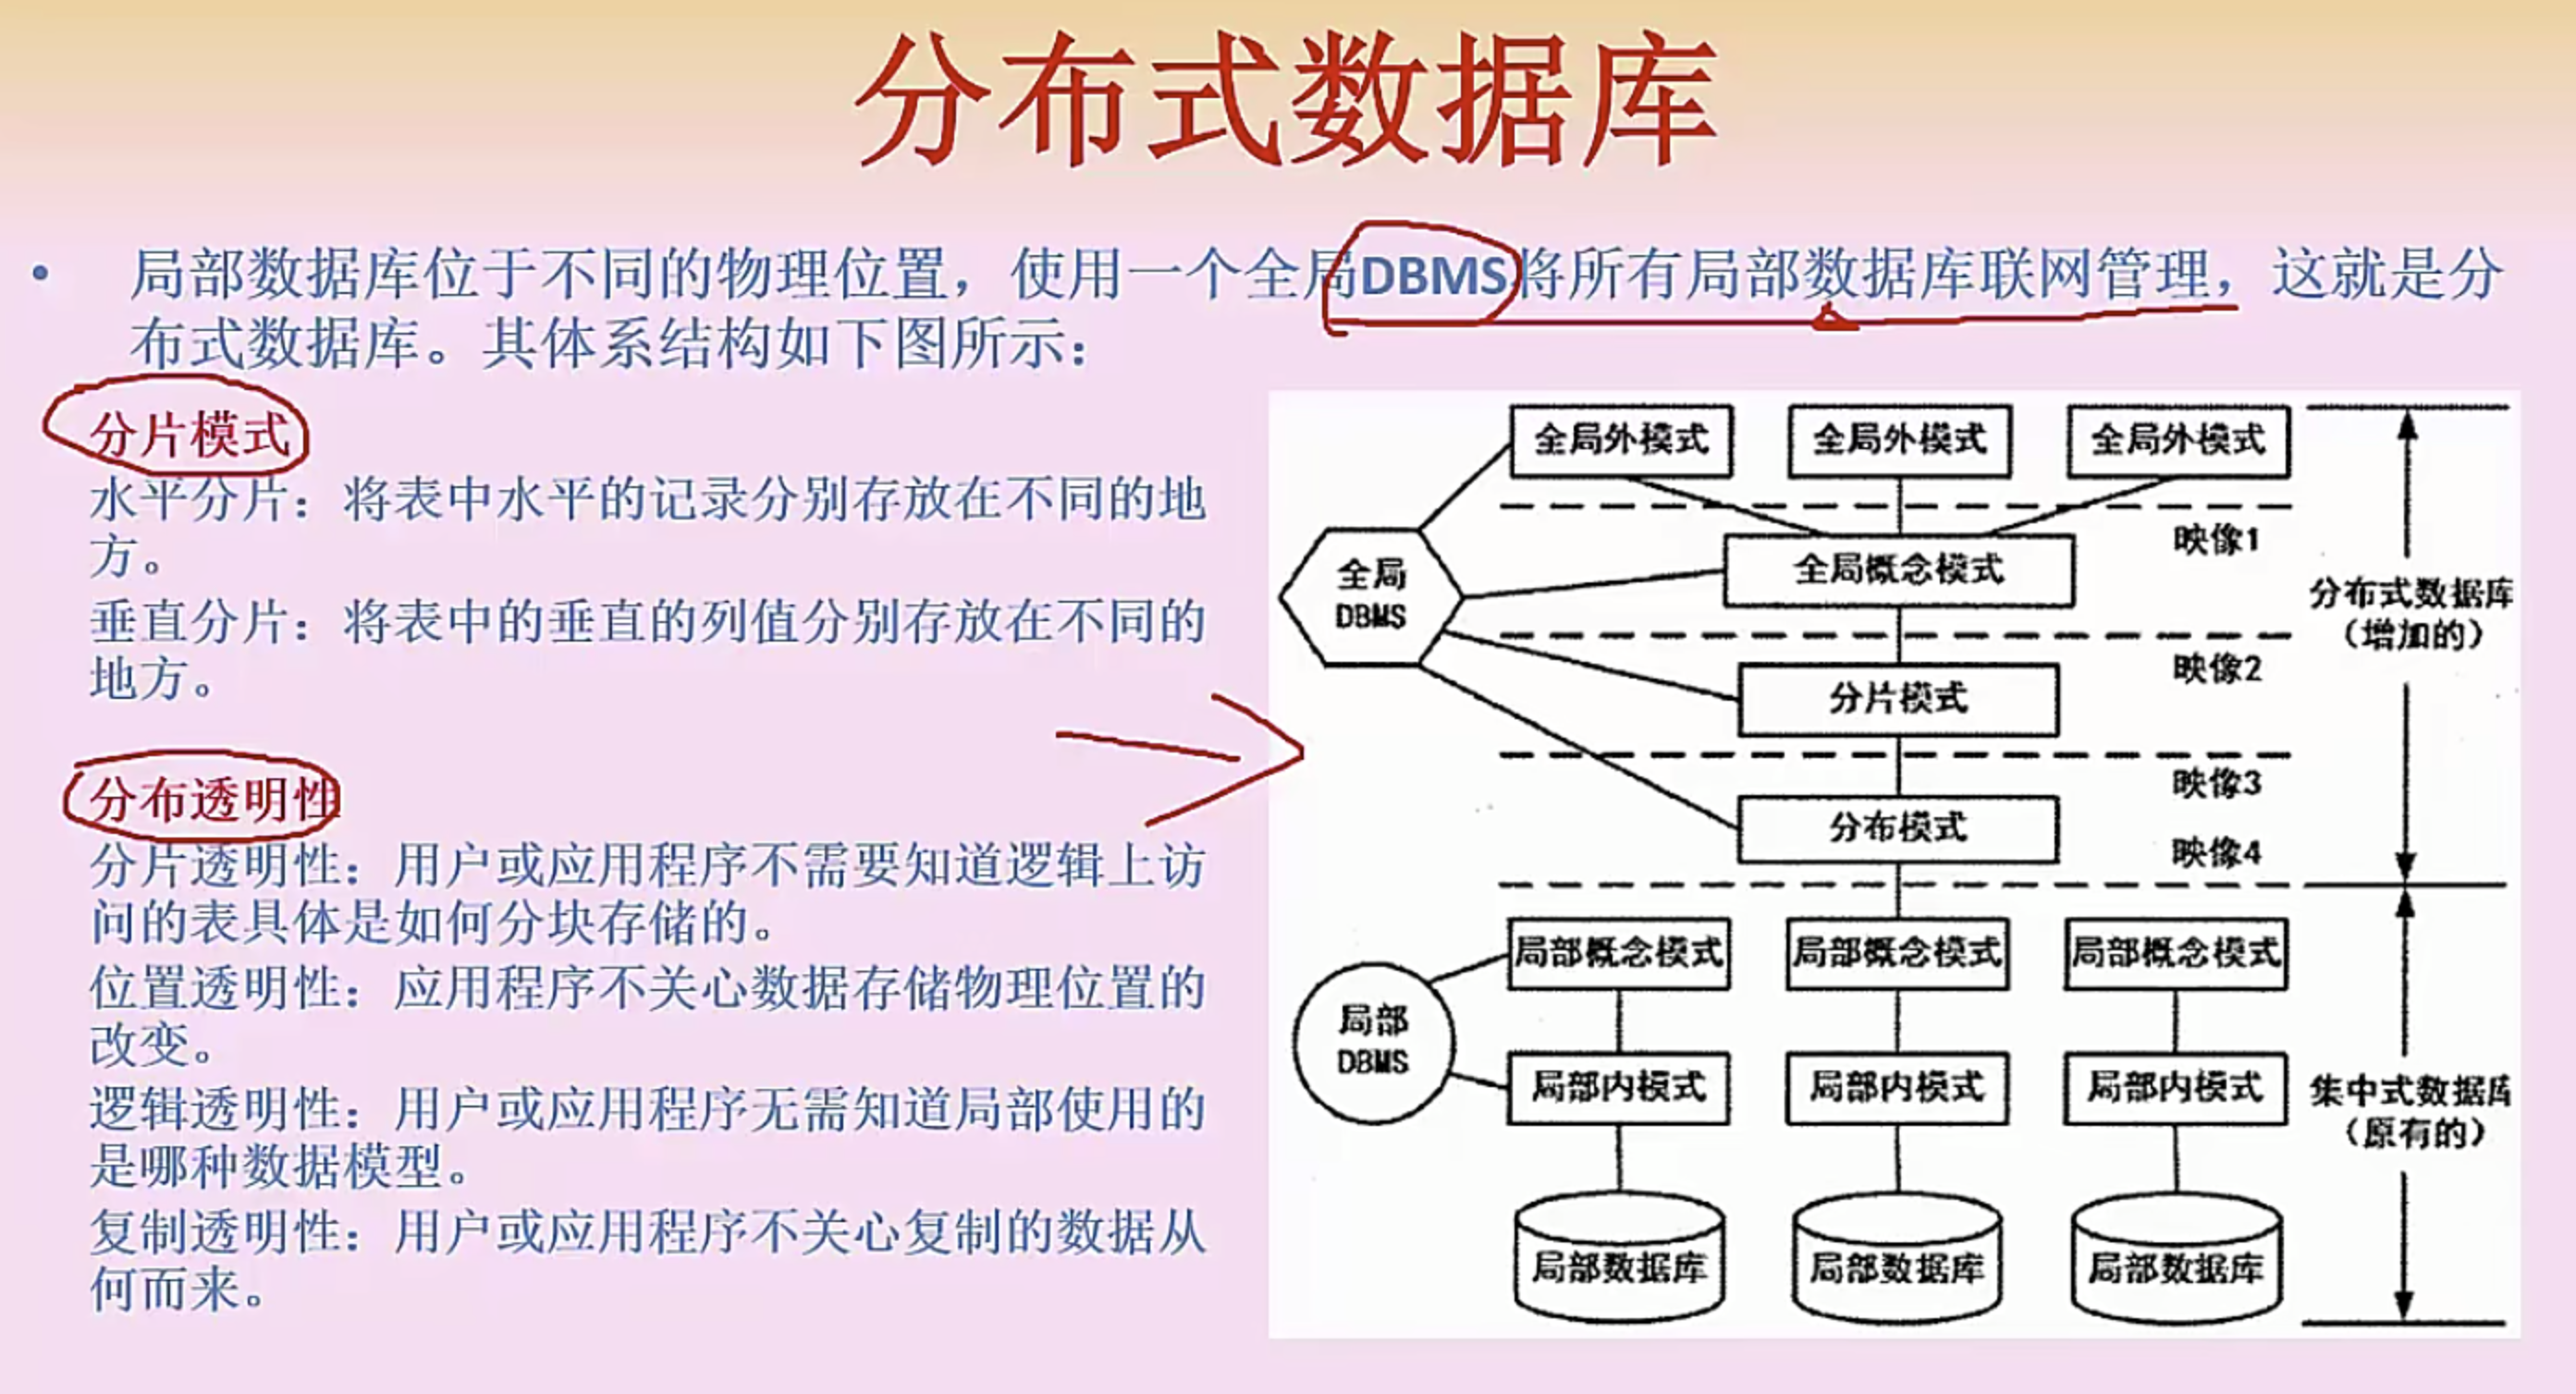 分布式数据库
• 局部数据库位于不同的物理位置，使用一个全局DBMS将所有局部数据库联网管理，这就是分
布式数据库。其体系结构如下图所示：
分片模式
水平分片：将表中水平的记录分别存放在不同的地
方。
垂直分片：将表中的垂直的列值分别存放在不同的
地方。
分布透明性
分片透明性：用户或应用程序不需要知道逻辑上访
问的表具体是如何分块存储的。
位置透明性：应用程序不关心数据存储物理位置的
改变。
逻辑透明性：用户或应用程序无需知道局部使用的
是哪种数据模型。
复制透明性：用户或应用程序不关心复制的数据从
何而来。
全局外模式 全局外模式 全局外模式
映像1
全局
DBMS
全局概念模式
分布式数据库
（增加的）
映像2
分片模式
映像3
分布模式
映像4
局部概念模式 局部概念模式 局部概念模式
局部
DBMS
局部内模式 局部内模式 局部内模式
集中式数据库
（原有的）
局部数据库 局部数据库 局部数据库